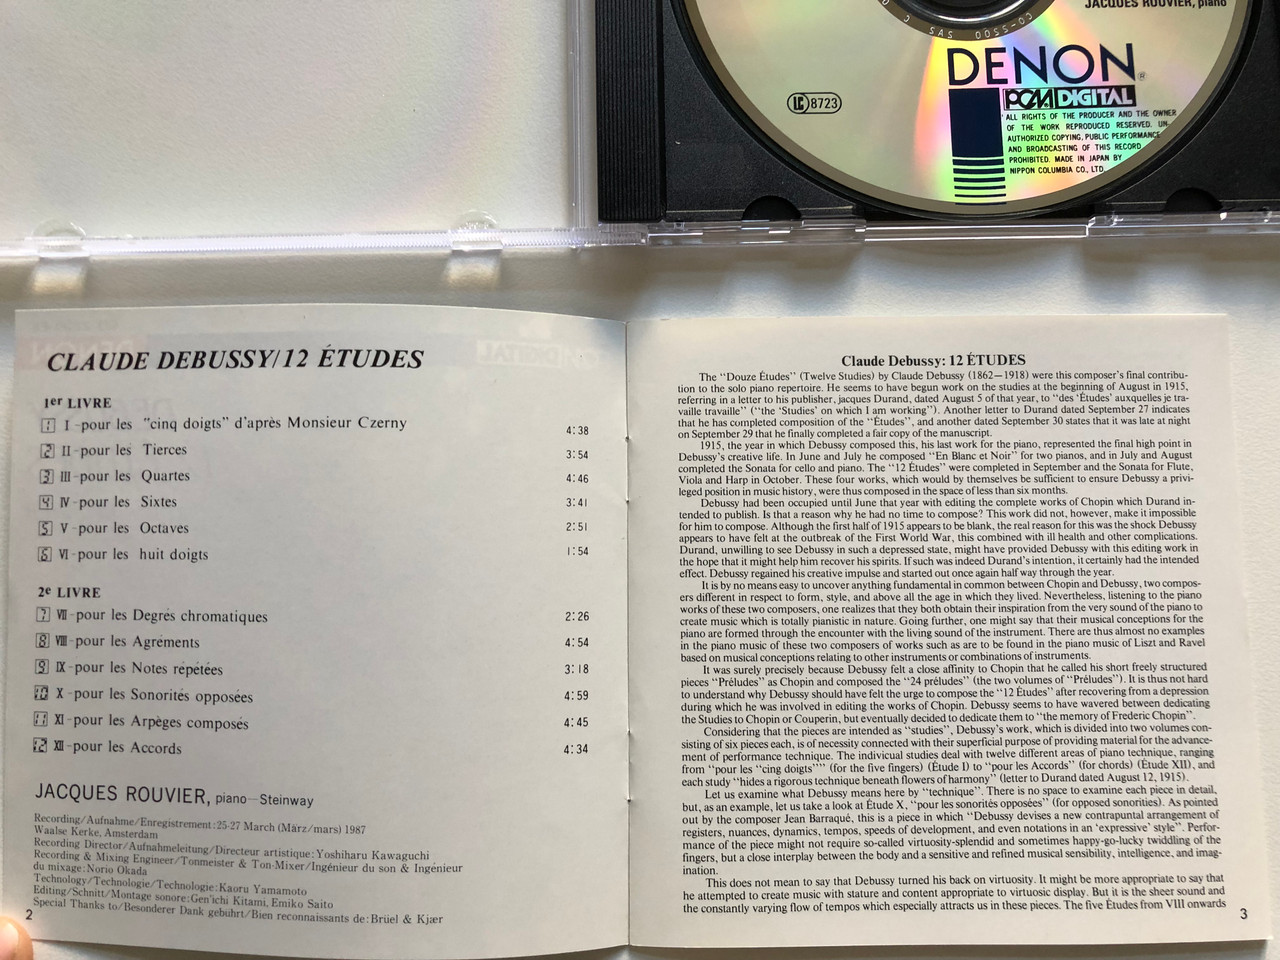 JACQUES ROUVIER, piano
DENON®
PCM DIGITAL
LC 8723
ALL RIGHTS OF THE PRODUCER AND THE OWNER
OF THE WORK REPRODUCED RESERVED. UN-
AUTHORIZED COPYING, PUBLIC PERFORMANCE
AND BROADCASTING OF THIS RECORD
PROHIBITED. MADE IN JAPAN BY
NIPPON COLUMBIA CO., LTD.
CLAUDE DEBUSSY/12 ÉTUDES
1er LIVRE
1 I-pour les "cinq doigts" d'après Monsieur Czerny 4:38
2 II-pour les Tierces 3:54
3 III-pour les Quartes 4:46
4 IV-pour les Sixtes 3:41
5 V-pour les Octaves 2:51
6 VI-pour les huit doigts 1:54
2e LIVRE
7 VII-pour les Degrés chromatiques 2:26
8 VIII-pour les Agréments 4:54
9 IX-pour les Notes répétées 3:18
10 X-pour les Sonorités opposées 4:59
11 XI-pour les Arpèges composés 4:45
12 XII-pour les Accords 4:34
JACQUES ROUVIER, piano—Steinway
Recording/Aufnahme/Enregistrement:25-27 March (März/mars) 1987
Waalse Kerke, Amsterdam
Recording Director/Aufnahmeleitung/Directeur artistique:Yoshiharu Kawaguchi
Recording & Mixing Engineer/Tonmeister & Ton-Mixer/Ingénieur du son & Ingénieur
du mixage:Norio Okada
Technology/Technologie/Technologie:Kaoru Yamamoto
Editing/Schnitt/Montage sonore:Gen'ichi Kitami, Emiko Saito
Special Thanks to/Besonderer Dank gebührt/Bien reconnaissants de:Brüel & Kjær
2
Claude Debussy: 12 ÉTUDES
The "Douze Études" (Twelve Studies) by Claude Debussy (1862—1918) were this composer's final contribu-
tion to the solo piano repertoire. He seems to have begun work on the studies at the beginning of August in 1915,
referring in a letter to his publisher, jacques Durand, dated August 5 of that year, to "des 'Études' auxquelles je tra-
vaille travaille" ("the 'Studies' on which I am working"). Another letter to Durand dated September 27 indicates
that he has completed composition of the "Études", and another dated September 30 states that it was late at night
on September 29 that he finally completed a fair copy of the manuscript.
1915, the year in which Debussy composed this, his last work for the piano, represented the final high point in
Debussy's creative life. In June and July he composed "En Blanc et Noir" for two pianos, and in July and August
completed the Sonata for cello and piano. The "12 Études" were completed in September and the Sonata for Flute,
Viola and Harp in October. These four works, which would by themselves be sufficient to ensure Debussy a privi-
leged position in music history, were thus composed in the space of less than six months.
Debussy had been occupied until June that year with editing the complete works of Chopin which Durand in-
tended to publish. Is that a reason why he had no time to compose? This work did not, however, make it impossible
for him to compose. Although the first half of 1915 appears to be blank, the real reason for this was the shock Debussy
appears to have felt at the outbreak of the First World War, this combined with ill health and other complications.
Durand, unwilling to see Debussy in such a depressed state, might have provided Debussy with this editing work in
the hope that it might help him recover his spirits. If such was indeed Durand's intention, it certainly had the intended
effect. Debussy regained his creative impulse and started out once again half way through the year.
It is by no means easy to uncover anything fundamental in common between Chopin and Debussy, two compos-
ers different in respect to form, style, and above all the age in which they lived. Nevertheless, listening to the piano
works of these two composers, one realizes that they both obtain their inspiration from the very sound of the piano to
create music which is totally pianistic in nature. Going further, one might say that their musical conceptions for the
piano are formed through the encounter with the living sound of the instrument. There are thus almost no examples
in the piano music of these two composers of works such as are to be found in the piano music of Liszt and Ravel
based on musical conceptions relating to other instruments or combinations of instruments.
It was surely precisely because Debussy felt a close affinity to Chopin that he called his short freely structured
pieces "Préludes" as Chopin and composed the "24 préludes" (the two volumes of "Préludes"). It is thus not hard
to understand why Debussy should have felt the urge to compose the "12 Études" after recovering from a depression
during which he was involved in editing the works of Chopin. Debussy seems to have wavered between dedicating
the Studies to Chopin or Couperin, but eventually decided to dedicate them to "the memory of Frederic Chopin".
Considering that the pieces are intended as "studies", Debussy's work, which is divided into two volumes con-
sisting of six pieces each, is of necessity connected with their superficial purpose of providing material for the advance-
ment of performance technique. The indivicual studies deal with twelve different areas of piano technique, ranging
from "pour les "cing doigts"" (for the five fingers) (Étude I) to "pour les Accords" (for chords) (Étude XII), and
each study "hides a rigorous technique beneath flowers of harmony" (letter to Durand dated August 12, 1915).
Let us examine what Debussy means here by "technique". There is no space to examine each piece in detail,
but, as an example, let us take a look at Étude X, "pour les sonorités opposées" (for opposed sonorities). As pointed
out by the composer Jean Barraqué, this is a piece in which "Debussy devises a new contrapuntal arrangement of
registers, nuances, dynamics, tempos, speeds of development, and even notations in an 'expressive' style". Perfor-
mance of the piece might not require so-called virtuosity-splendid and sometimes happy-go-lucky twiddling of the
fingers, but a close interplay between the body and a sensitive and refined musical sensibility, intelligence, and imag-
ination.
This does not mean to say that Debussy turned his back on virtuosity. It might be more appropriate to say that
he attempted to create music with stature and content appropriate to virtuosic display. But it is the sheer sound and
the constantly varying flow of tempos which especially attracts us in these pieces. The five Études from VIII onwards
3